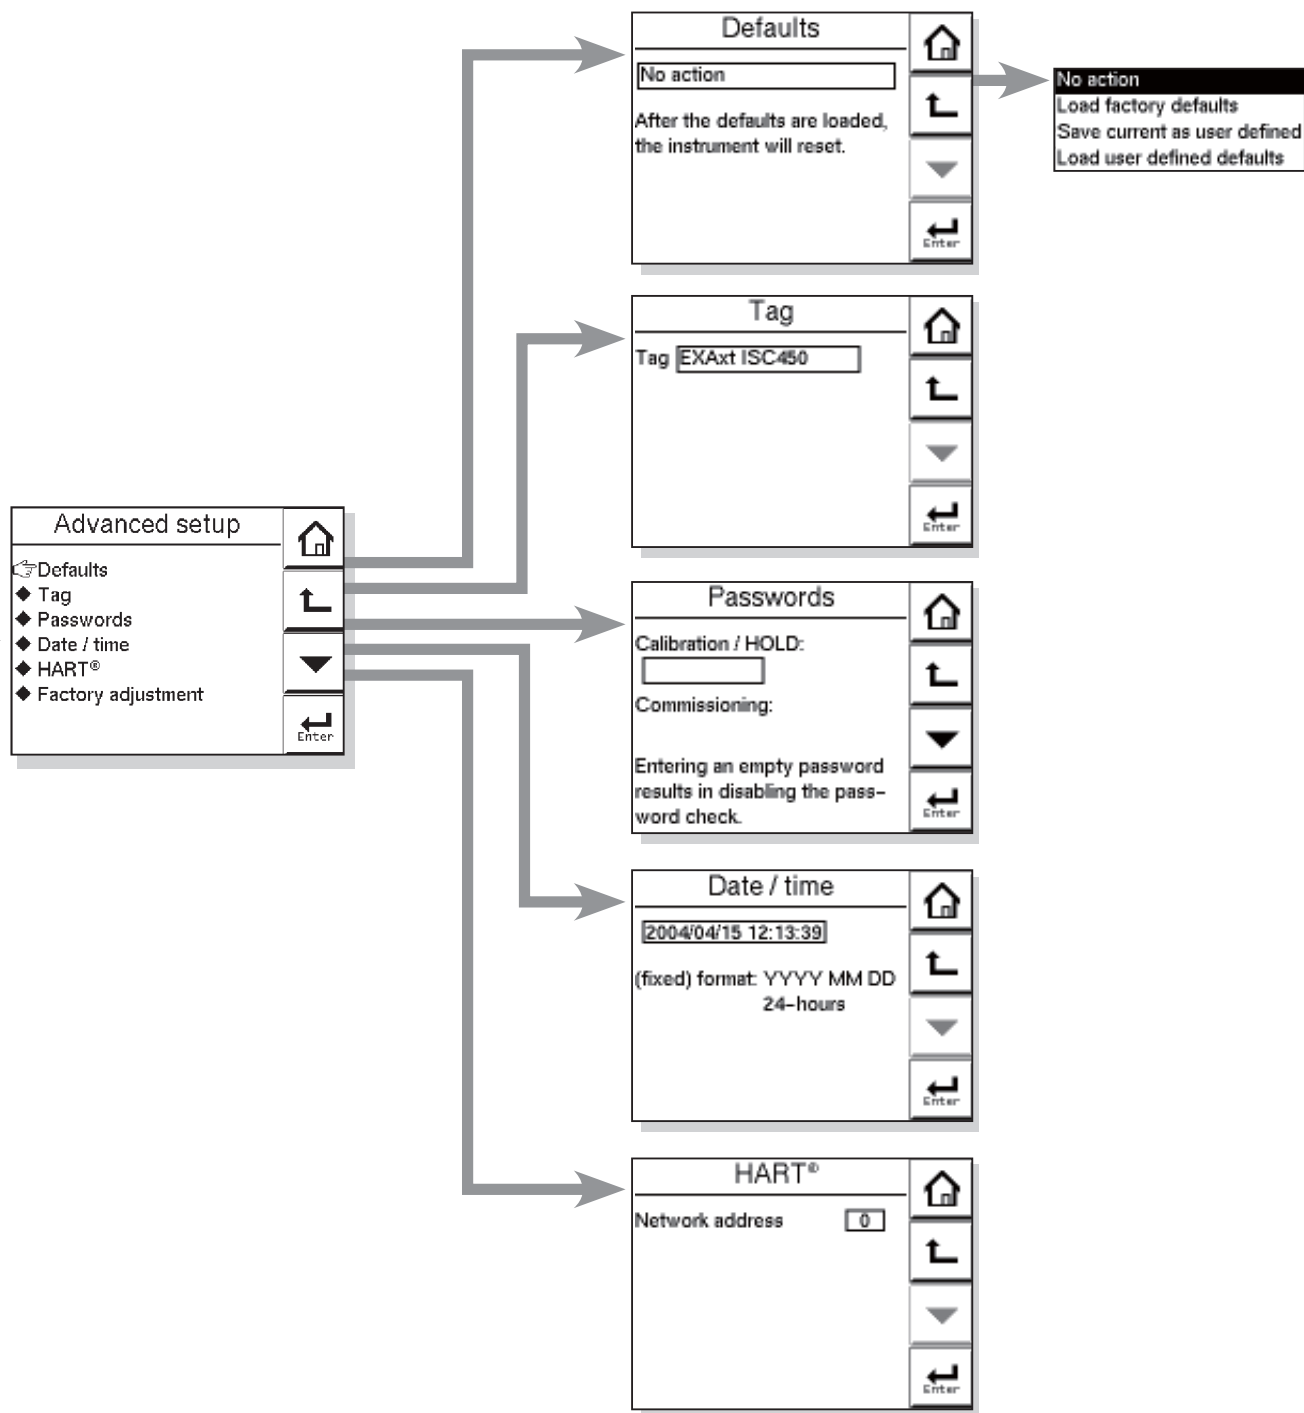 Defaults
No action
After the defaults are loaded,
the instrument will reset.
Enter
No action
Load factory defaults
Save current as user defined
Load user defined defaults
Tag
Tag EXAxt ISC450
Enter
Advanced setup
Defaults
Tag
Passwords
Date / time
HART®
Factory adjustment
Enter
Passwords
Calibration / HOLD:
Commissioning:
Entering an empty password
results in disabling the pass-
word check.
Enter
Date / time
2004/04/15 12:13:39
(fixed) format: YYYY MM DD
24-hours
Enter
HART®
Network address 0
Enter